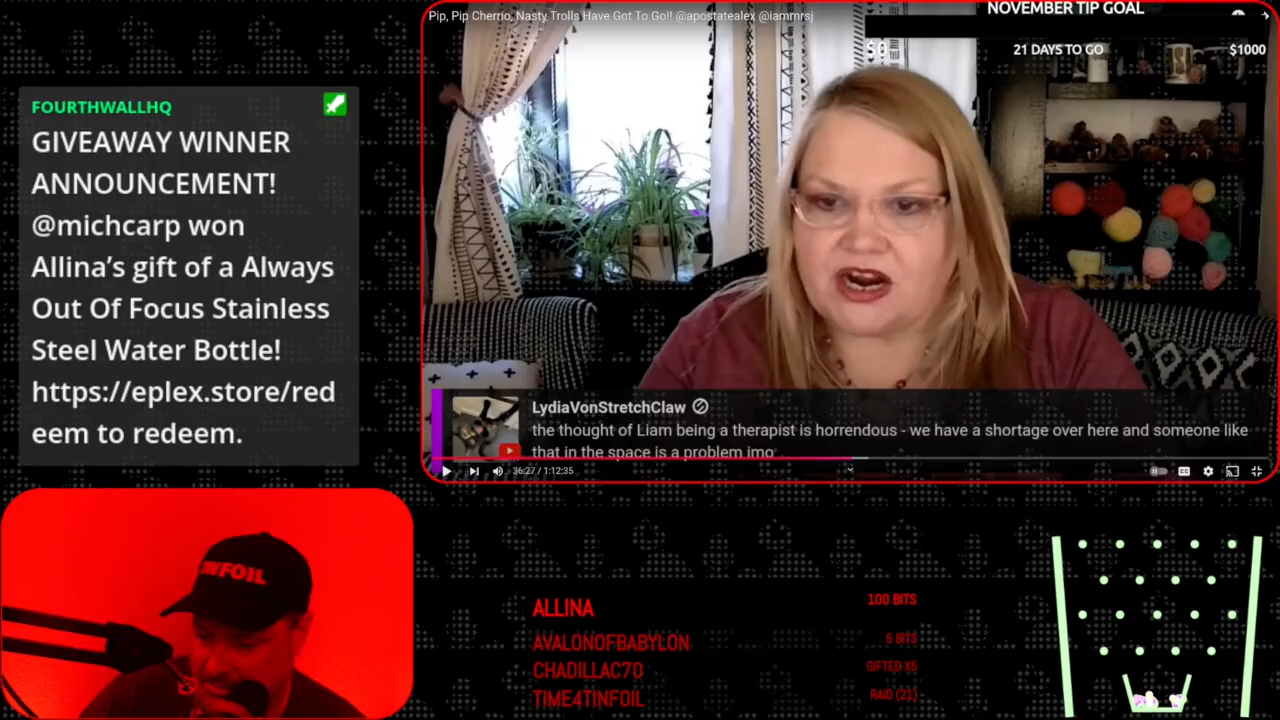 Pip, Pip Cherrio, Nasty Trolls Have Got To Go!! @apostatealex @iammrsj
NOVEMBER TIP GOAL
$0
21 DAYS TO GO
$1000
FOURTHWALLHQ
GIVEAWAY WINNER
ANNOUNCEMENT!
@michcarp won
Allina's gift of a Always
Out Of Focus Stainless
Steel Water Bottle!
https://eplex.store/red
eem to redeem.
LydiaVonStretchClaw
the thought of Liam being a therapist is horrendous - we have a shortage over here and someone like
that in the space is a problem imo
36:27 / 1:12:35
CC
ALLINA
100 BITS
AVALONOFBABYLON
5 BITS
CHADILLAC70
GIFTED X5
TIME4TINFOIL
RAID (21)